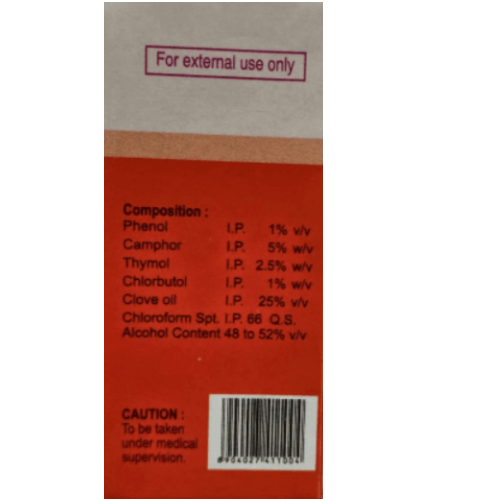 For external use only
Composition :
Phenol I.P. 1% v/v
Camphor I.P. 5% w/v
Thymol I.P. 2.5% w/v
Chlorbutol I.P. 1% w/v
Clove oil I.P. 25% v/v
Chloroform Spt. I.P. 66 Q.S.
Alcohol Content 48 to 52% v/v
CAUTION :
To be taken
under medical
supervision.
8904027411004